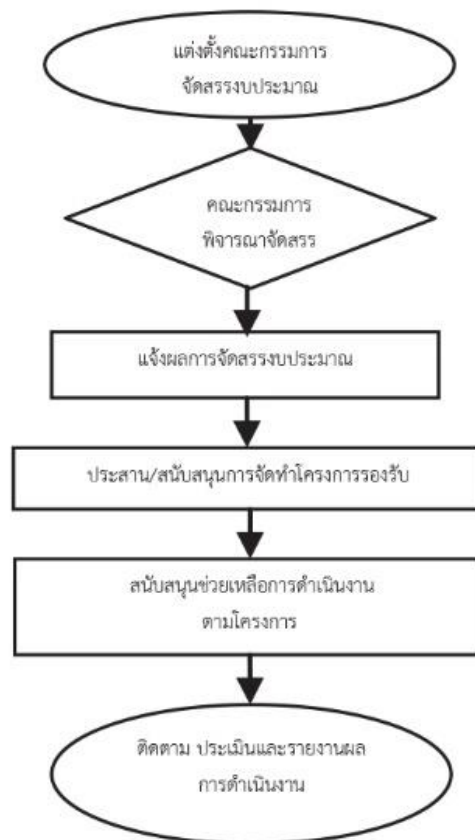 แต่งตั้งคณะกรรมการ
จัดสรรงบประมาณ
คณะกรรมการ
พิจารณาจัดสรร
แจ้งผลการจัดสรรงบประมาณ
ประสาน/สนับสนุนการจัดทำโครงการรองรับ
สนับสนุนช่วยเหลือการดำเนินงาน
ตามโครงการ
ติดตาม ประเมินและรายงานผล
การดำเนินงาน